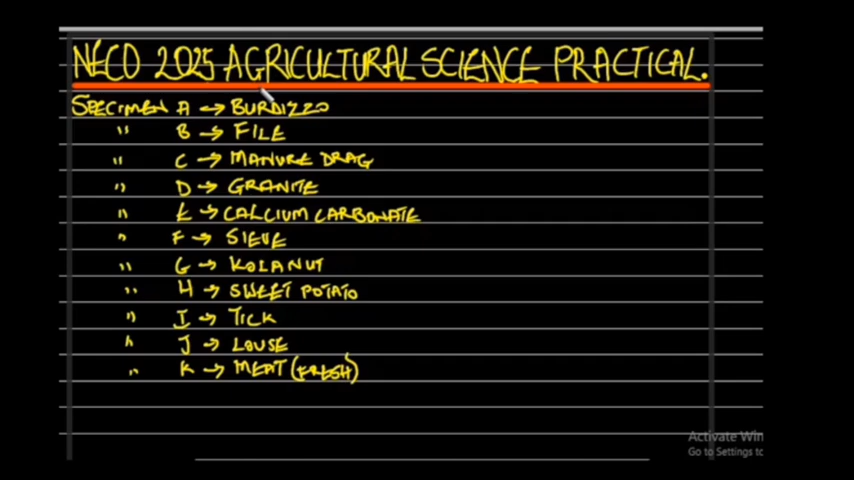 NECO 2025 AGRICULTURAL SCIENCE PRACTICAL.
SPECIMEN A → BURDIZZO
" B → FILE
" C → MANURE DRAG
" D → GRANITE
" E → CALCIUM CARBONATE
" F → SIEVE
" G → KOLANUT
" H → SWEET POTATO
" I → TICK
" J → LOUSE
" K → MEAT (FRESH)
Activate Win
Go to Settings to